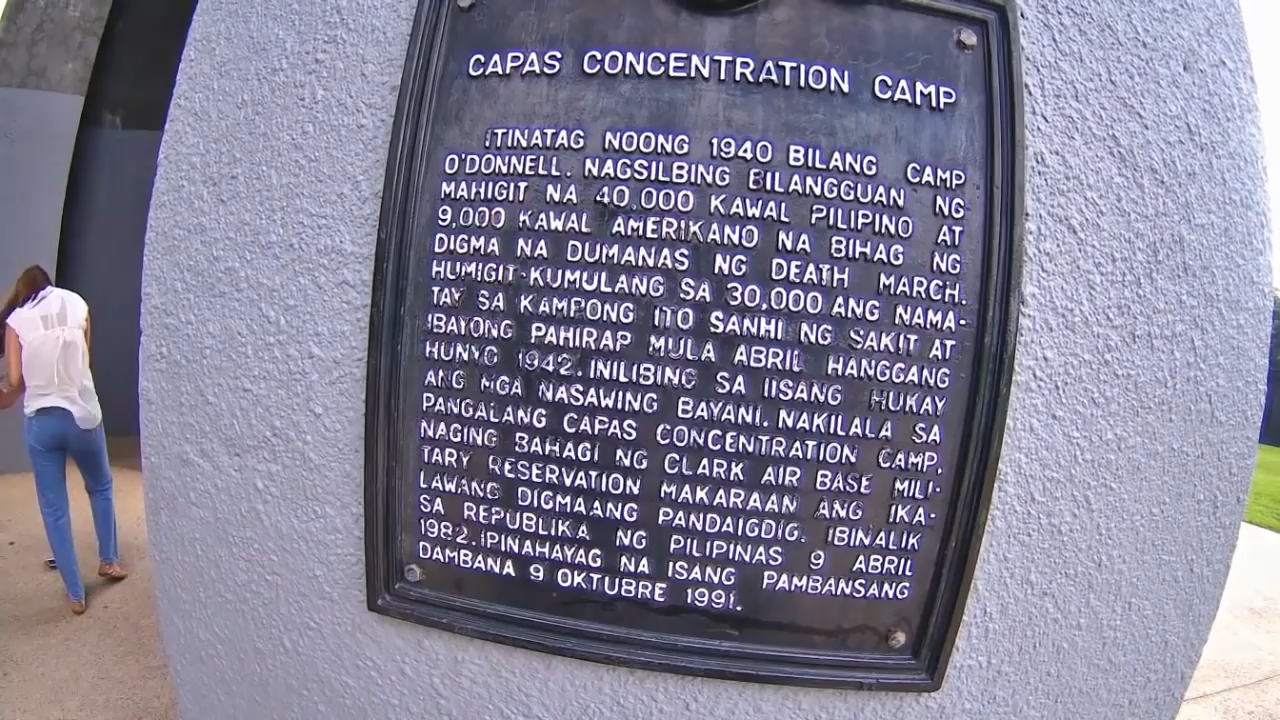 CAPAS CONCENTRATION CAMP
ITINATAG NOONG 1940 BILANG CAMP
O'DONNELL. NAGSILBING BILANGGUAN NG
MAHIGIT NA 40,000 KAWAL PILIPINO AT
9,000 KAWAL AMERIKANO NA BIHAG NG
DIGMA NA DUMANAS NG DEATH MARCH.
HUMIGIT-KUMULANG SA 30,000 ANG NAMA-
TAY SA KAMPONG ITO SANHI NG SAKIT AT
IBAYONG PAHIRAP MULA ABRIL HANGGANG
HUNYO 1942. INILIBING SA IISANG HUKAY
ANG MGA NASAWING BAYANI. NAKILALA SA
PANGALANG CAPAS CONCENTRATION CAMP.
NAGING BAHAGI NG CLARK AIR BASE MILI-
TARY RESERVATION MAKARAAN ANG IKA-
LAWANG DIGMAANG PANDAIGDIG. IBINALIK
SA REPUBLIKA NG PILIPINAS 9 ABRIL
1982. IPINAHAYAG NA ISANG PAMBANSANG
DAMBANA 9 OKTUBRE 1991.